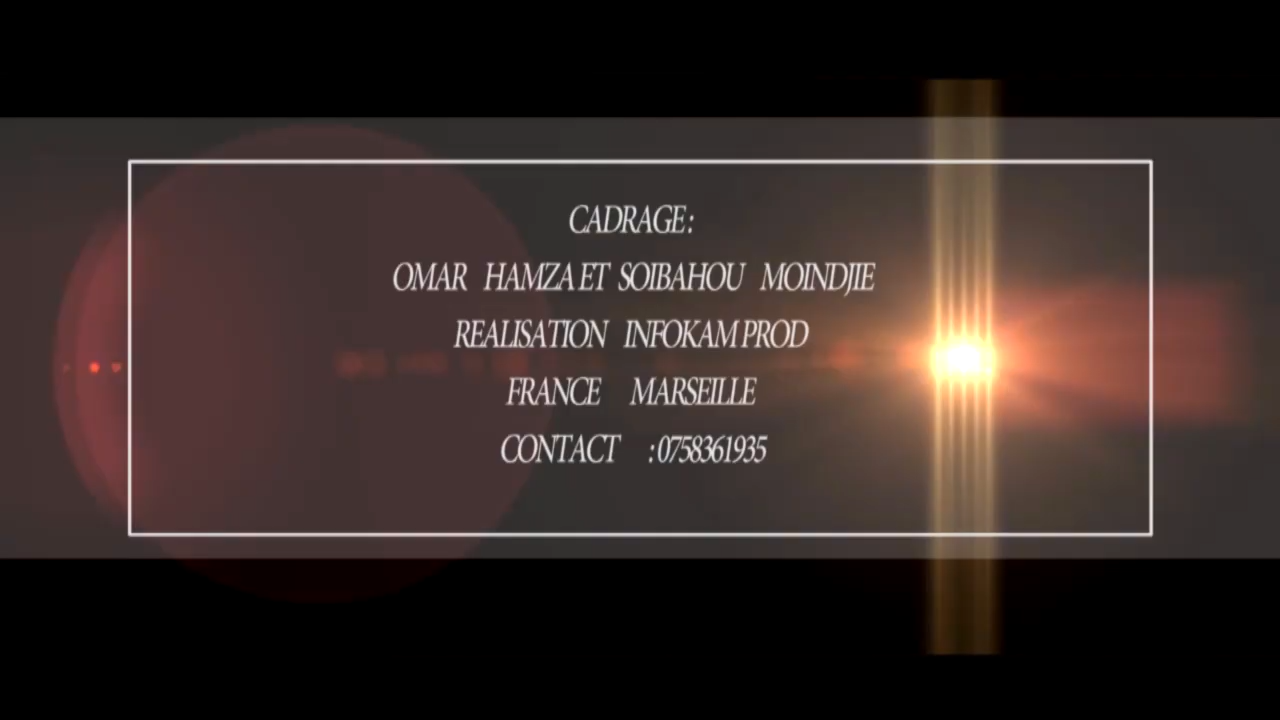 CADRAGE :
OMAR HAMZA ET SOIBAHOU MOINDJIE
REALISATION INFOKAM PROD
FRANCE MARSEILLE
CONTACT : 0758361935